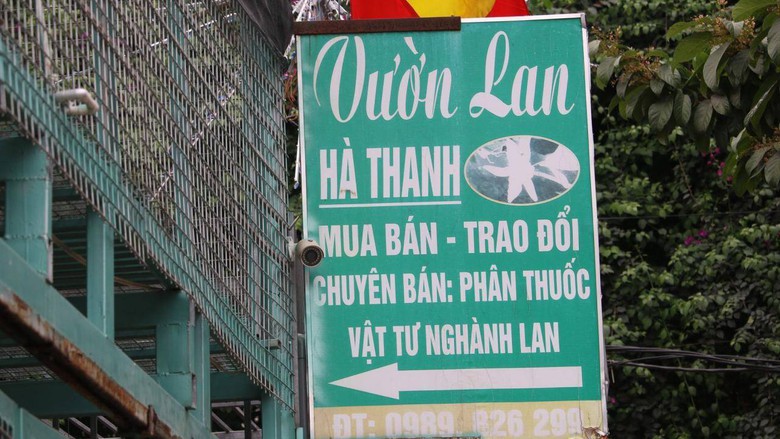 Vườn Lan
HÀ THANH
MUA BÁN - TRAO ĐỔI
CHUYÊN BÁN: PHÂN THUỐC
VẬT TƯ NGHÀNH LAN
ĐT: 0989. 826 299